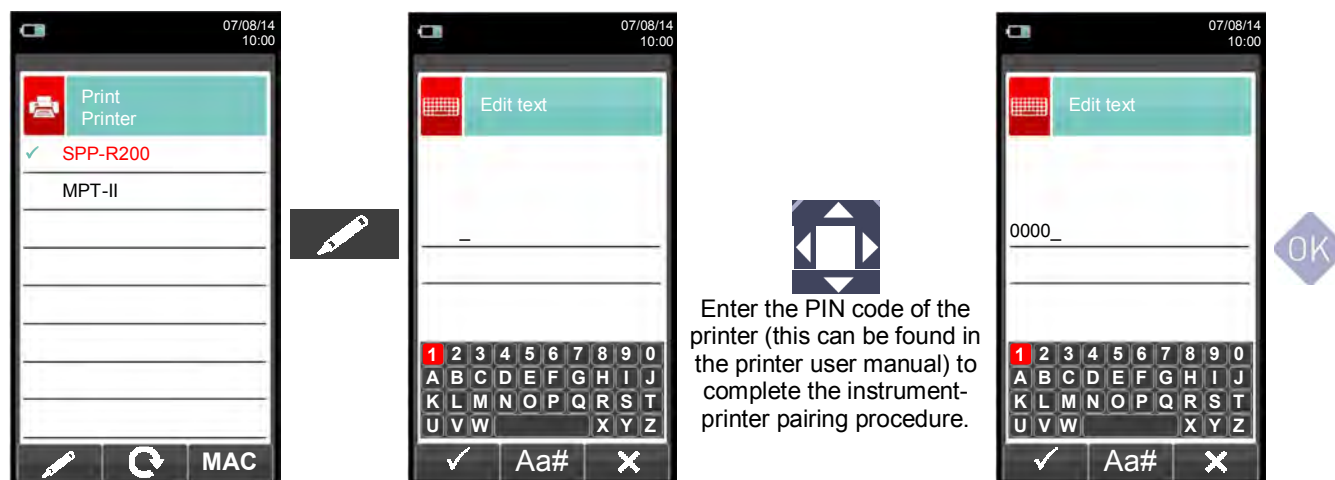 07/08/14
10:00
Print
Printer
✓ SPP-R200
MPT-II
MAC
07/08/14
10:00
Edit text
_
1 2 3 4 5 6 7 8 9 0
A B C D E F G H I J
K L M N O P Q R S T
U V W X Y Z
✓ Aa# ×
Enter the PIN code of the
printer (this can be found in
the printer user manual) to
complete the instrument-
printer pairing procedure.
07/08/14
10:00
Edit text
0000_
1 2 3 4 5 6 7 8 9 0
A B C D E F G H I J
K L M N O P Q R S T
U V W X Y Z
✓ Aa# ×
OK